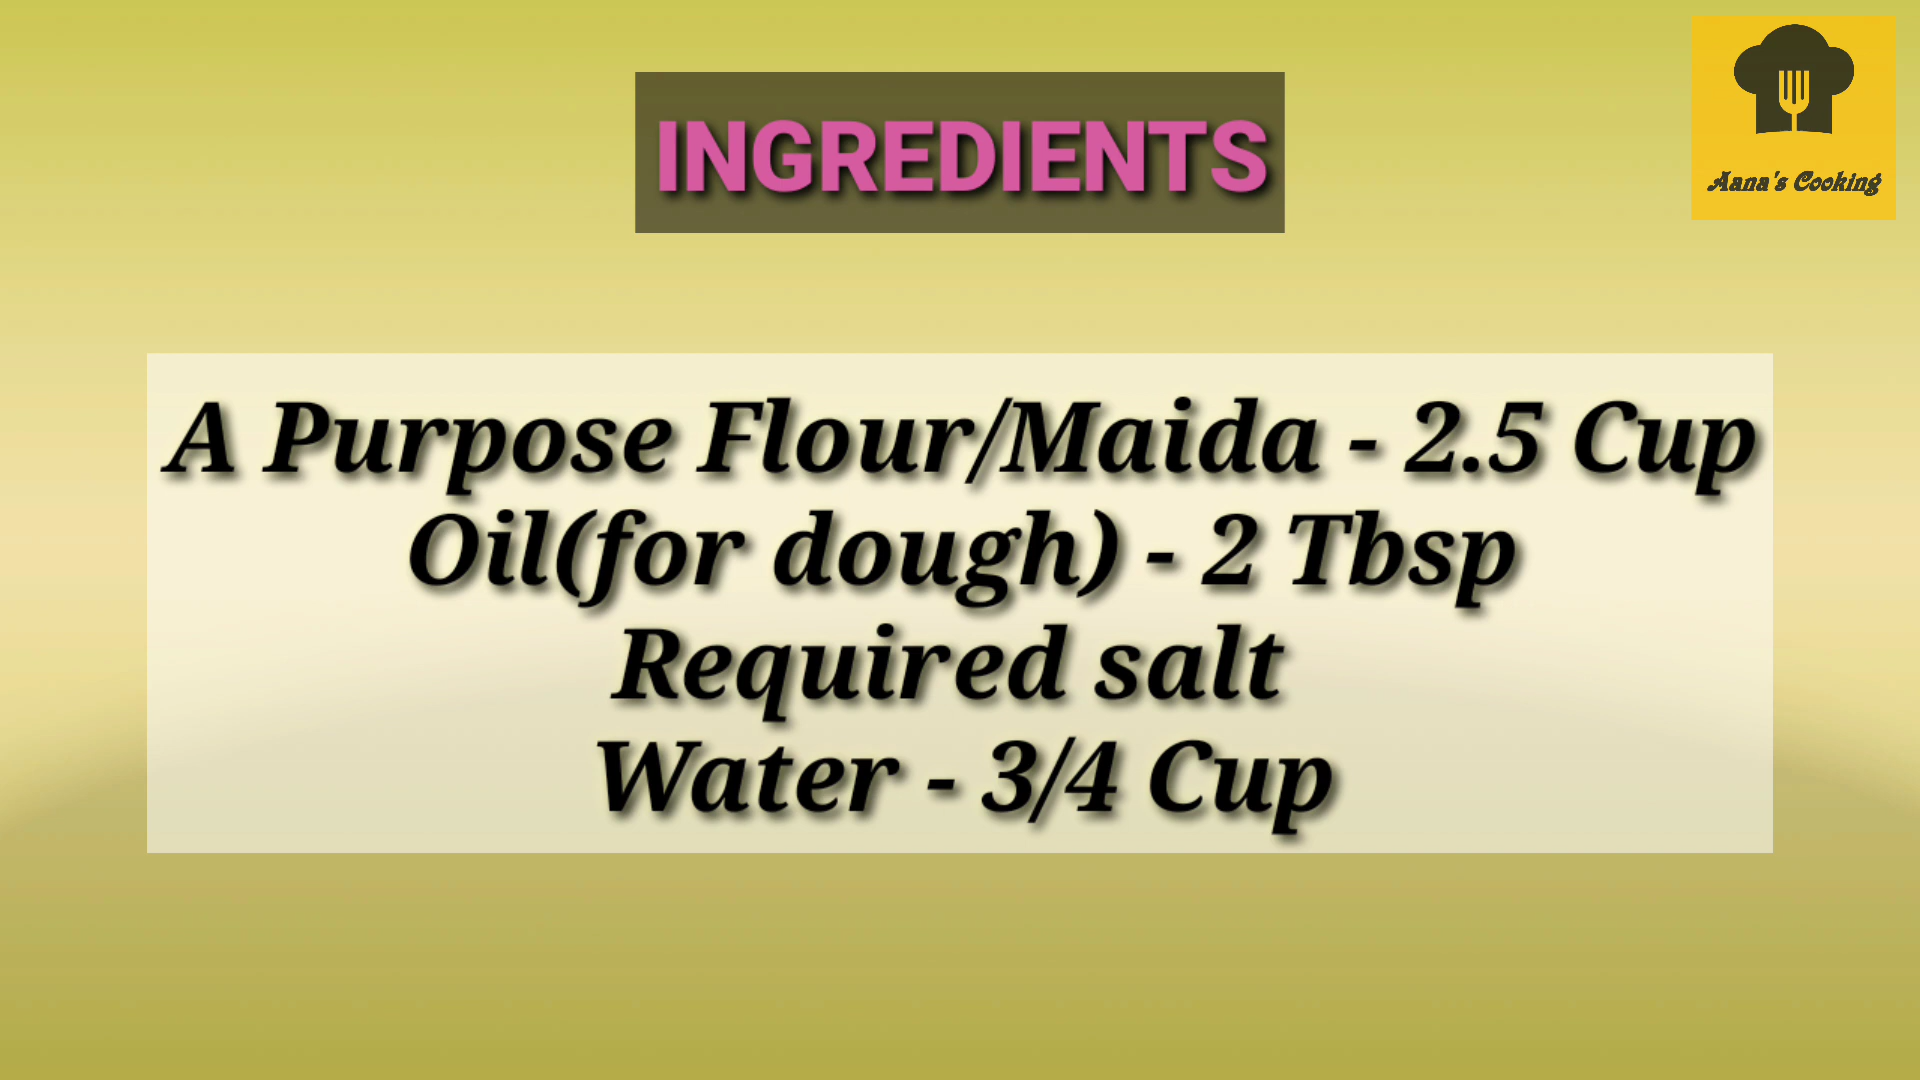 INGREDIENTS
Aana's Cooking
A Purpose Flour/Maida - 2.5 Cup
Oil(for dough) - 2 Tbsp
Required salt
Water - 3/4 Cup